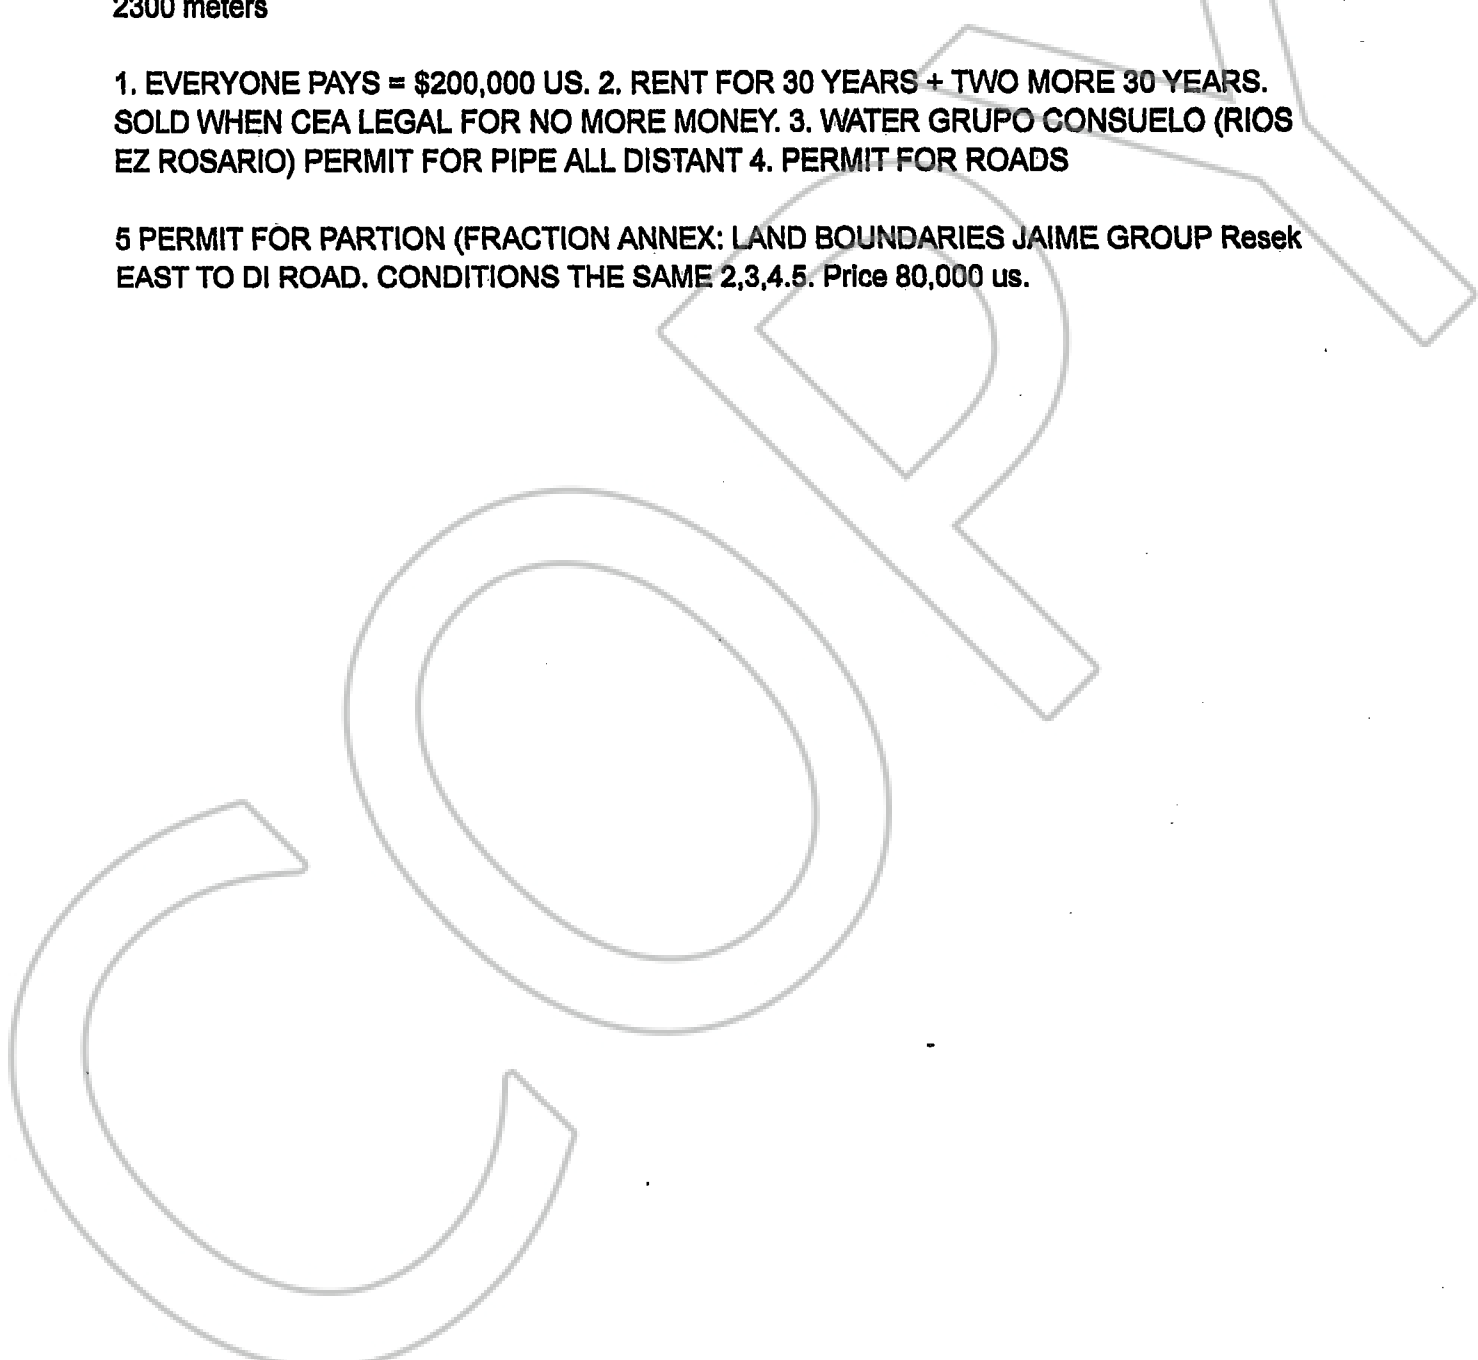 2300 meters
1. EVERYONE PAYS = $200,000 US. 2. RENT FOR 30 YEARS + TWO MORE 30 YEARS.
SOLD WHEN CEA LEGAL FOR NO MORE MONEY. 3. WATER GRUPO CONSUELO (RIOS
EZ ROSARIO) PERMIT FOR PIPE ALL DISTANT 4. PERMIT FOR ROADS
5 PERMIT FOR PARTION (FRACTION ANNEX: LAND BOUNDARIES JAIME GROUP Resek
EAST TO DI ROAD. CONDITIONS THE SAME 2,3,4.5. Price 80,000 us.
COPY